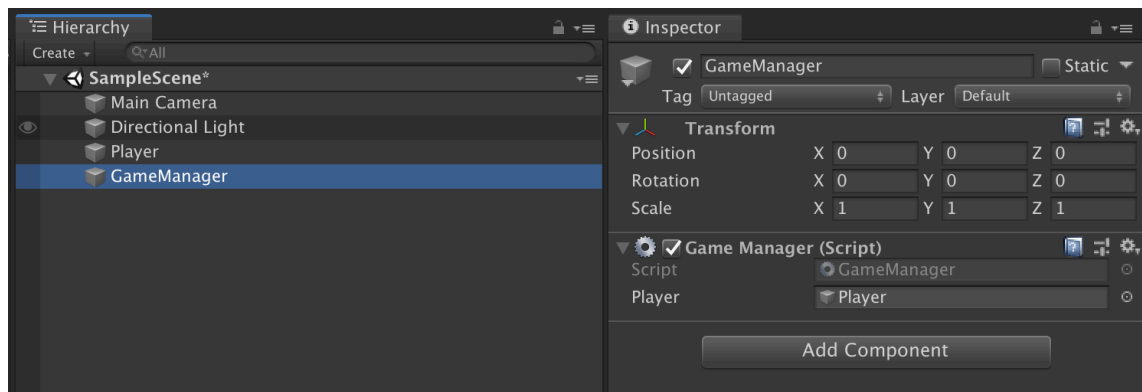 Hierarchy
Create All
SampleScene*
Main Camera
Directional Light
Player
GameManager
Inspector
GameManager Static
Tag Untagged Layer Default
Transform
Position X 0 Y 0 Z 0
Rotation X 0 Y 0 Z 0
Scale X 1 Y 1 Z 1
Game Manager (Script)
Script GameManager
Player Player
Add Component